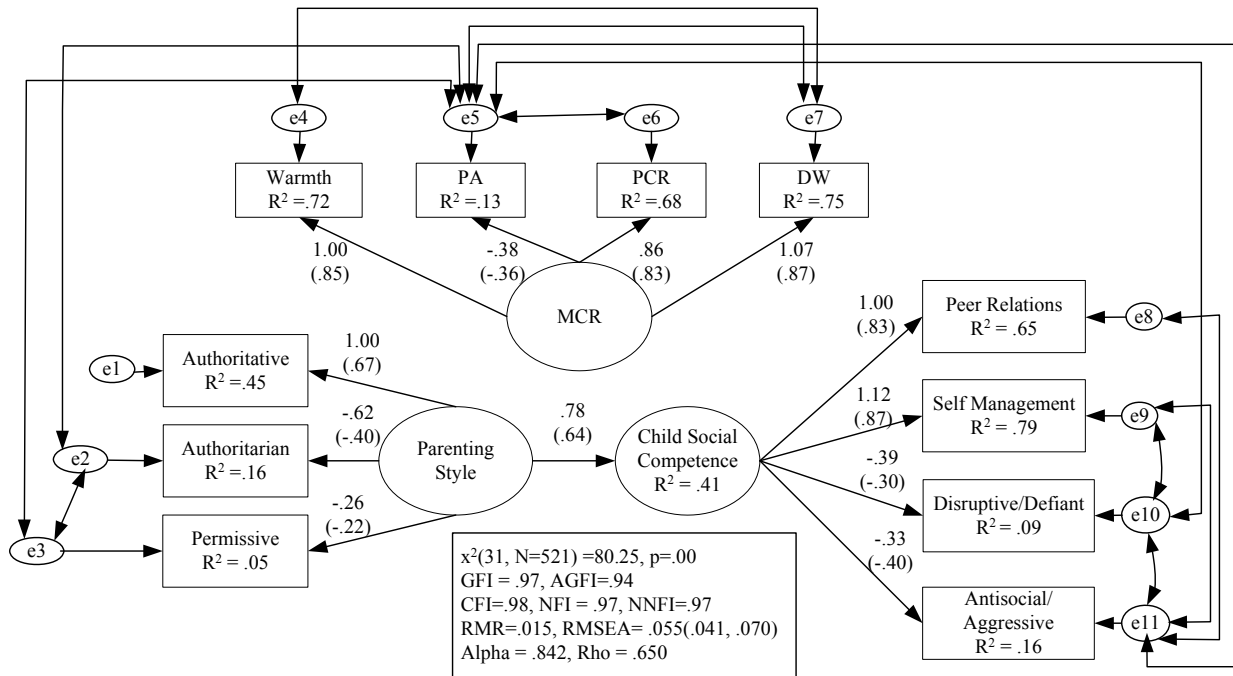 e4
e5
e6
e7
Warmth
R² =.72
PA
R² =.13
PCR
R² =.68
DW
R² =.75
1.00
(.85)
-.38
(-.36)
.86
(.83)
1.07
(.87)
MCR
e1
Authoritative
R² =.45
1.00
(.67)
e2
Authoritarian
R² =.16
-.62
(-.40)
e3
Permissive
R² =.05
-.26
(-.22)
Parenting
Style
.78
(.64)
Child Social
Competence
R² = .41
1.00
(.83)
Peer Relations
R² = .65
e8
1.12
(.87)
Self Management
R² = .79
e9
-.39
(-.30)
Disruptive/Defiant
R² = .09
e10
-.33
(-.40)
Antisocial/
Aggressive
R² = .16
e11
x²(31, N=521) =80.25, p=.00
GFI = .97, AGFI=.94
CFI=.98, NFI = .97, NNFI=.97
RMR=.015, RMSEA= .055(.041, .070)
Alpha = .842, Rho = .650